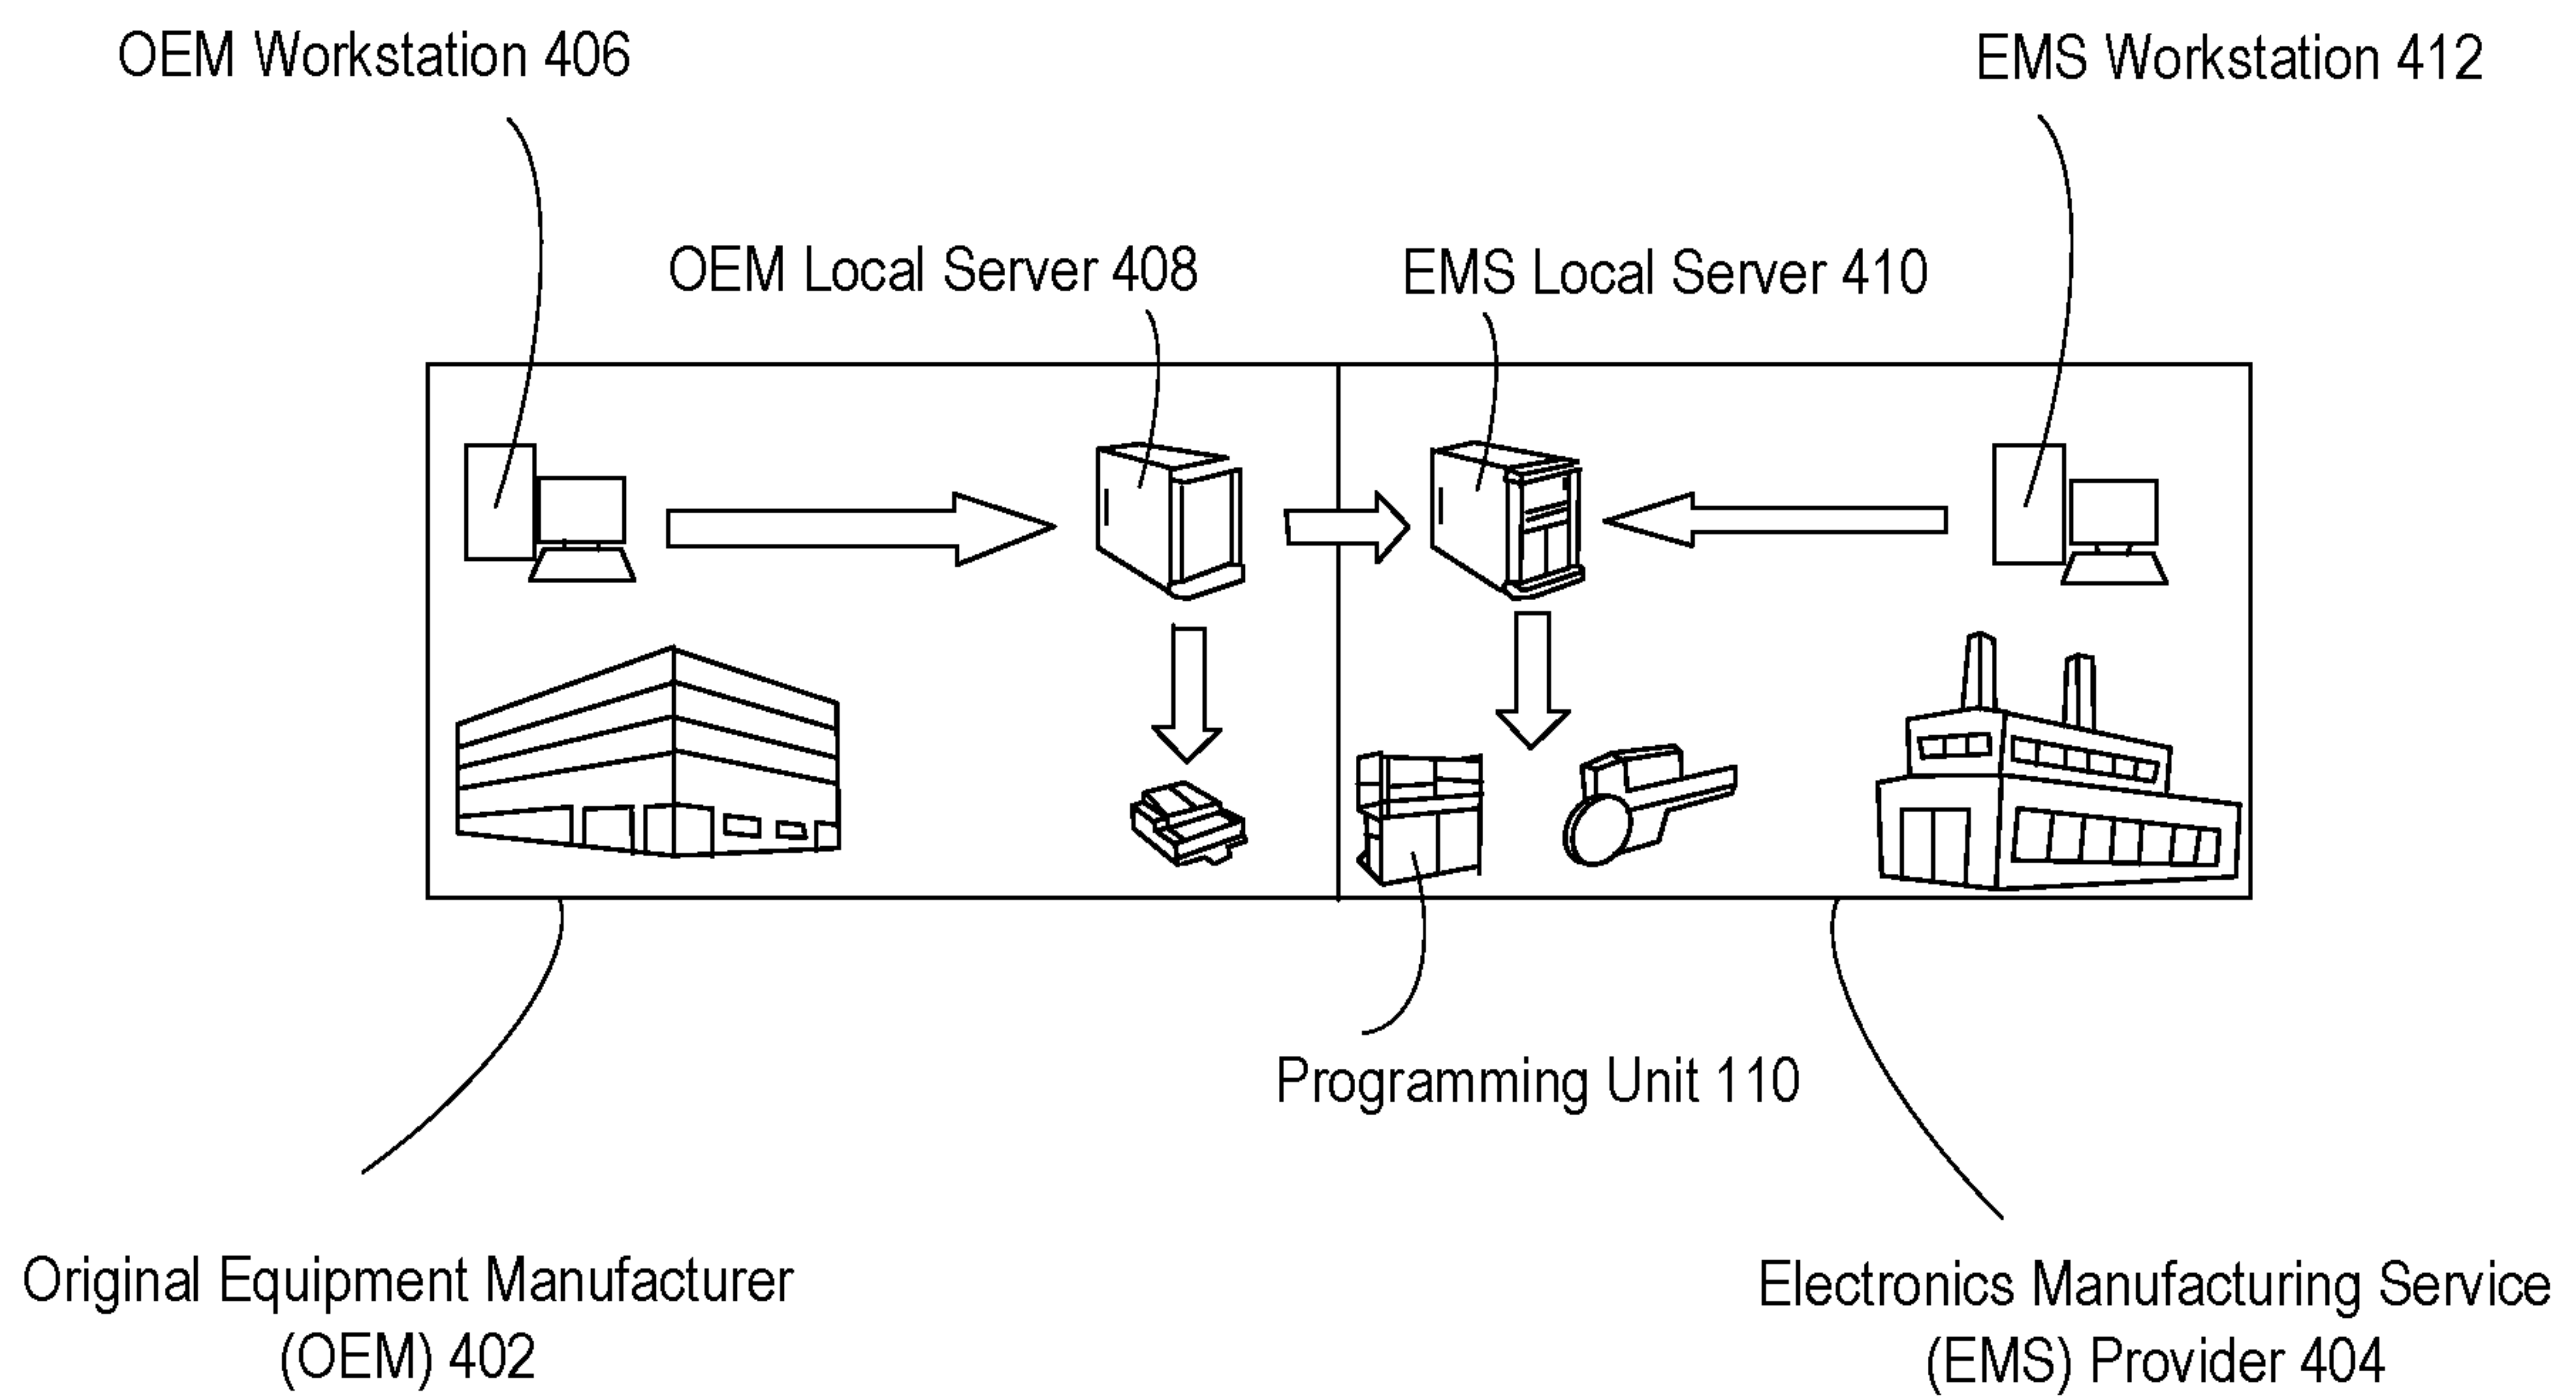 OEM Workstation 406
EMS Workstation 412
OEM Local Server 408
EMS Local Server 410
Programming Unit 110
Original Equipment Manufacturer
(OEM) 402
Electronics Manufacturing Service
(EMS) Provider 404